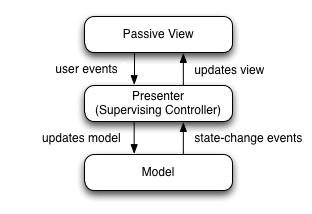 Passive View
user events
updates view
Presenter
(Supervising Controller)
updates model
state-change events
Model